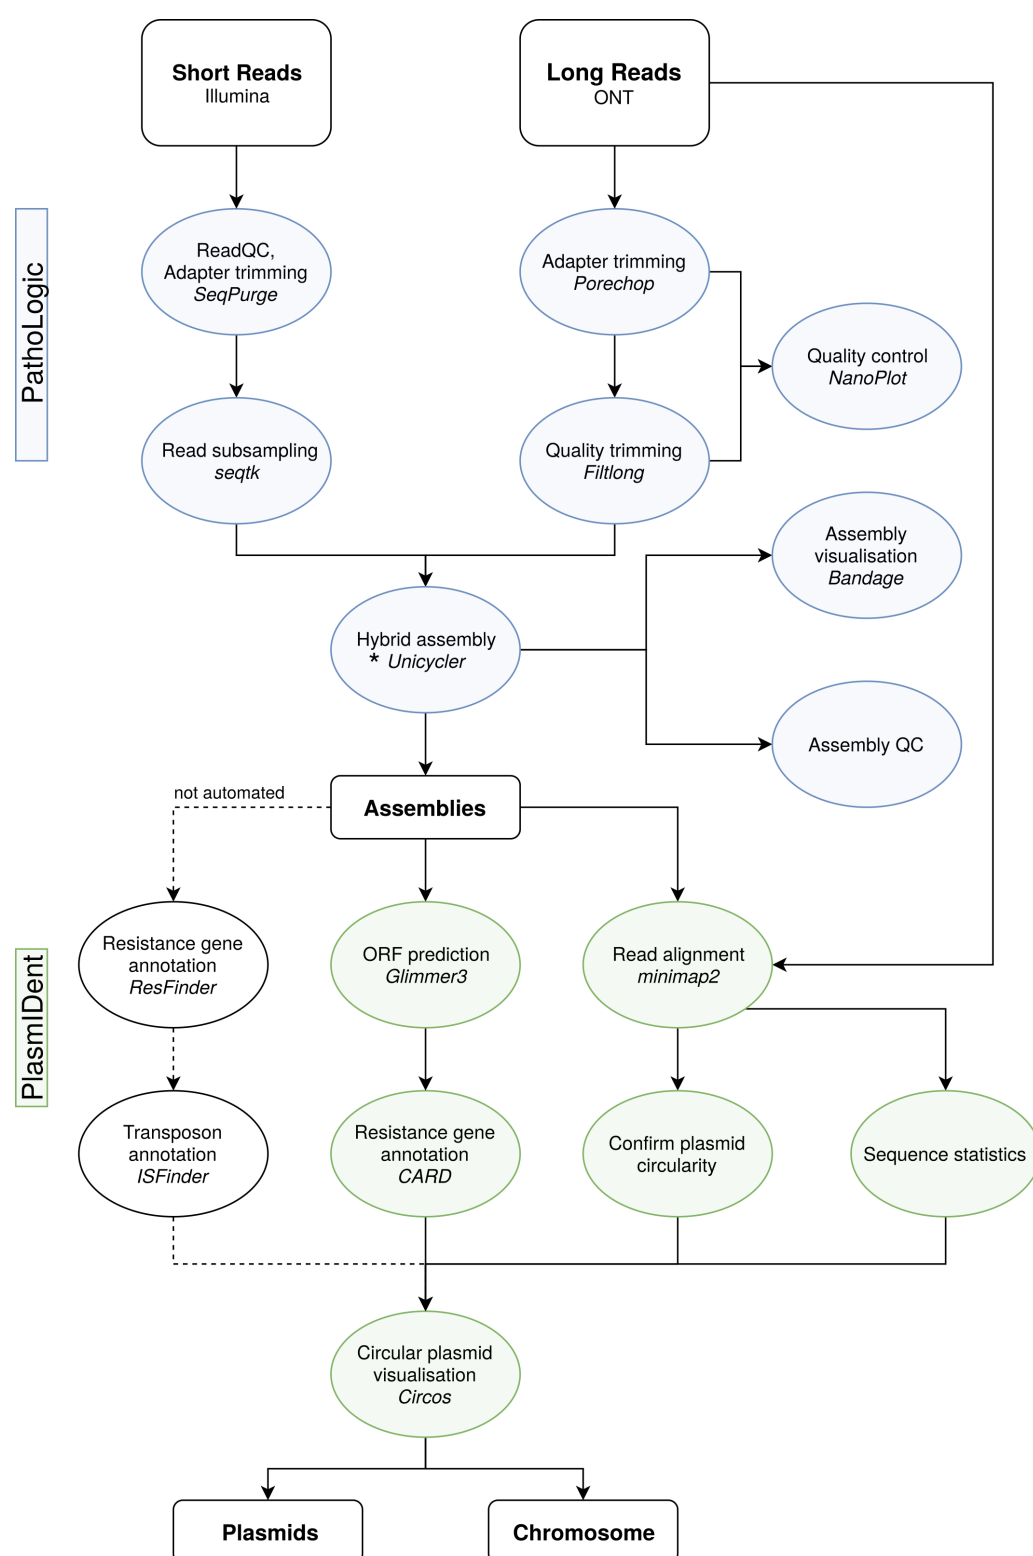 Short Reads
Illumina
Long Reads
ONT
PathoLogic
ReadQC,
Adapter trimming
SeqPurge
Adapter trimming
Porechop
Quality control
NanoPlot
Read subsampling
seqtk
Quality trimming
Filtlong
Assembly
visualisation
Bandage
Hybrid assembly
* Unicycler
Assembly QC
not automated
Assemblies
PlasmIDent
Resistance gene
annotation
ResFinder
ORF prediction
Glimmer3
Read alignment
minimap2
Transposon
annotation
ISFinder
Resistance gene
annotation
CARD
Confirm plasmid
circularity
Sequence statistics
Circular plasmid
visualisation
Circos
Plasmids
Chromosome